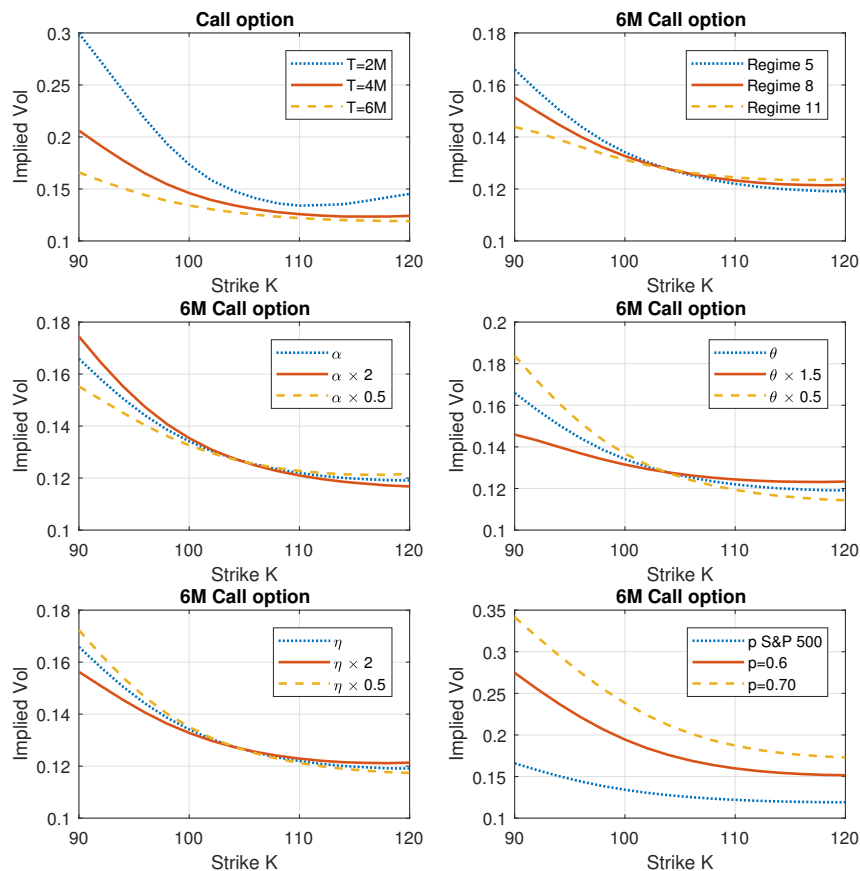 Call option
0.3
0.25
0.2
0.15
0.1
Implied Vol
T=2M
T=4M
T=6M
90 100 110 120
Strike K
6M Call option
0.18
0.16
0.14
0.12
0.1
Implied Vol
Regime 5
Regime 8
Regime 11
90 100 110 120
Strike K
6M Call option
0.18
0.16
0.14
0.12
0.1
Implied Vol
α
α × 2
α × 0.5
90 100 110 120
Strike K
6M Call option
0.2
0.18
0.16
0.14
0.12
0.1
Implied Vol
θ
θ × 1.5
θ × 0.5
90 100 110 120
Strike K
6M Call option
0.18
0.16
0.14
0.12
0.1
Implied Vol
η
η × 2
η × 0.5
90 100 110 120
Strike K
6M Call option
0.35
0.3
0.25
0.2
0.15
0.1
Implied Vol
p S&P 500
p=0.6
p=0.70
90 100 110 120
Strike K